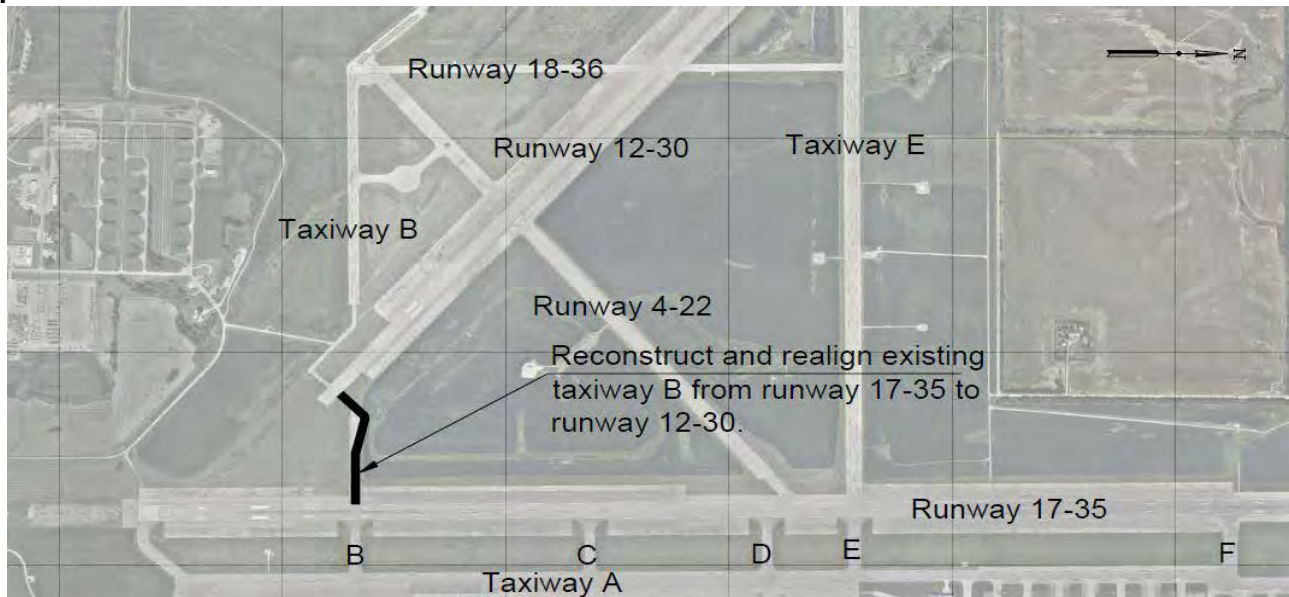 N
Runway 18-36
Runway 12-30
Taxiway E
Taxiway B
Runway 4-22
Reconstruct and realign existing
taxiway B from runway 17-35 to
runway 12-30.
Runway 17-35
B
C
D
E
F
Taxiway A